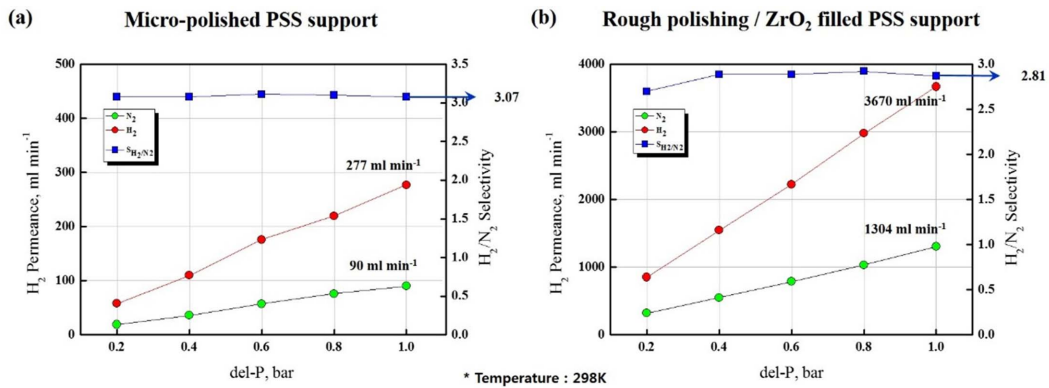 (a)
Micro-polished PSS support
500
400
300
200
100
0
H₂ Permeance, ml min⁻¹
3.5
3.0
2.5
2.0
1.5
1.0
0.5
0.0
H₂/N₂ Selectivity
N₂
H₂
S_H2/N2
3.07
277 ml min⁻¹
90 ml min⁻¹
0.2 0.4 0.6 0.8 1.0
del-P, bar
(b)
Rough polishing / ZrO₂ filled PSS support
4000
3000
2000
1000
0
H₂ Permeance, ml min⁻¹
3.0
2.5
2.0
1.5
1.0
0.5
0.0
H₂/N₂ Selectivity
N₂
H₂
S_H2/N2
2.81
3670 ml min⁻¹
1304 ml min⁻¹
0.2 0.4 0.6 0.8 1.0
del-P, bar
* Temperature : 298K